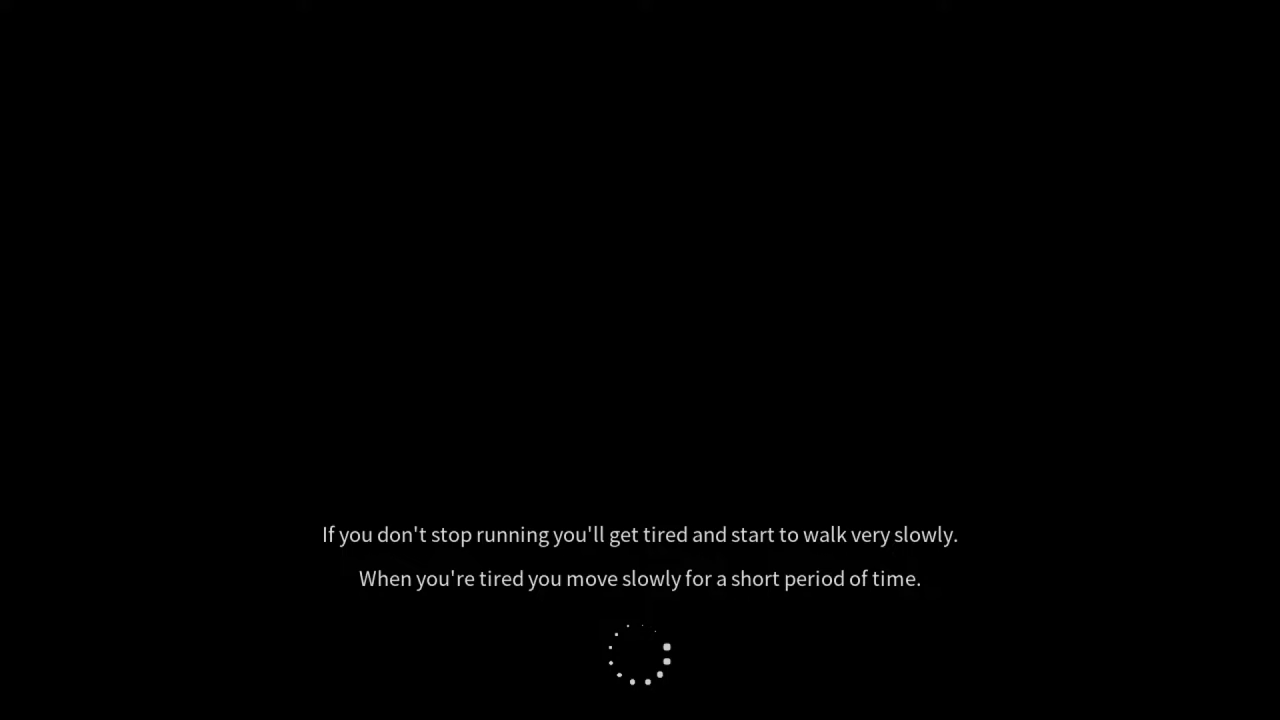 If you don't stop running you'll get tired and start to walk very slowly.
When you're tired you move slowly for a short period of time.